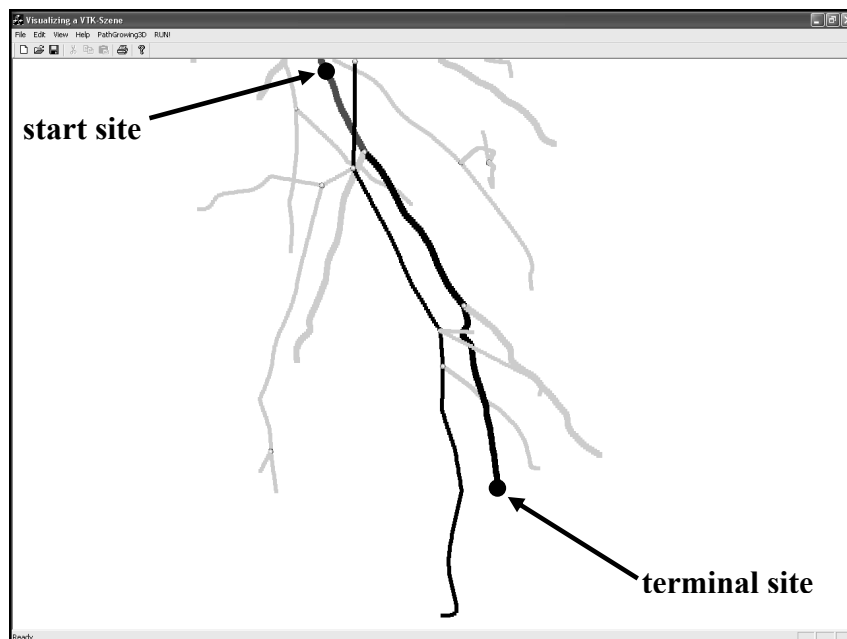 Visualizing a VTK-Szene
File Edit View Help PathGrowing3D RUN!
start site
terminal site
Ready